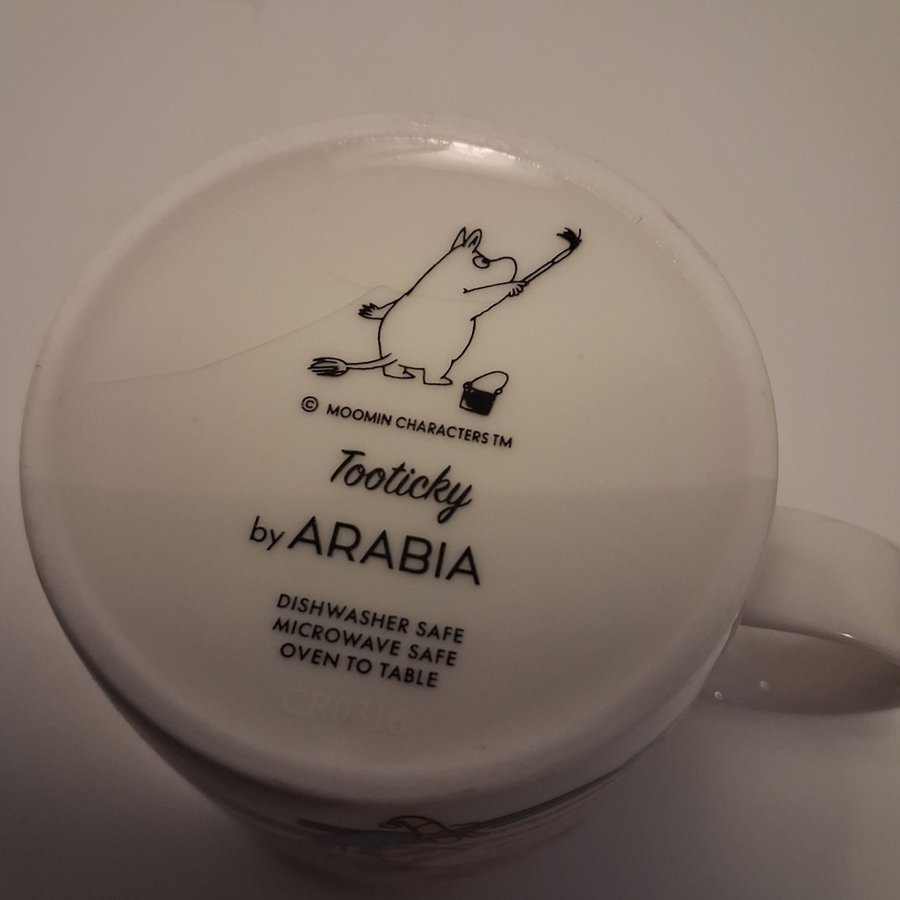 © MOOMIN CHARACTERS TM
Tooticky
by ARABIA
DISHWASHER SAFE
MICROWAVE SAFE
OVEN TO TABLE